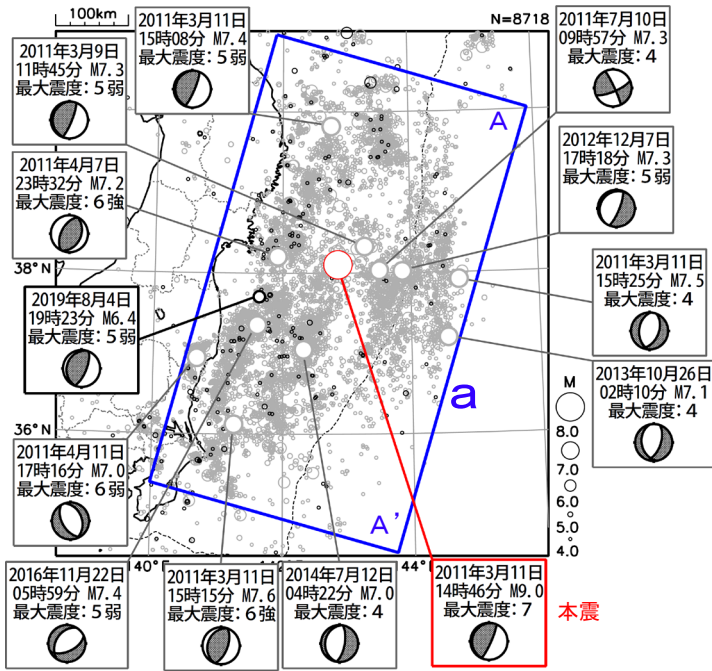 100km
N=8718
2011年3月9日
11時45分 M7.3
最大震度：5弱
2011年3月11日
15時08分 M7.4
最大震度：5弱
2011年7月10日
09時57分 M7.3
最大震度：4
2011年4月7日
23時32分 M7.2
最大震度：6強
2012年12月7日
17時18分 M7.3
最大震度：5弱
A
38°N
2019年8月4日
19時23分 M6.4
最大震度：5弱
2011年3月11日
15時25分 M7.5
最大震度：4
2013年10月26日
02時10分 M7.1
最大震度：4
a
36°N
2011年4月11日
17時16分 M7.0
最大震度：6弱
A'
M
8.0
7.0
6.0
5.0
4.0
144°E
2016年11月22日
05時59分 M7.4
最大震度：5弱
2011年3月11日
15時15分 M7.6
最大震度：6強
2014年7月12日
04時22分 M7.0
最大震度：4
2011年3月11日
14時46分 M9.0
最大震度：7
本震